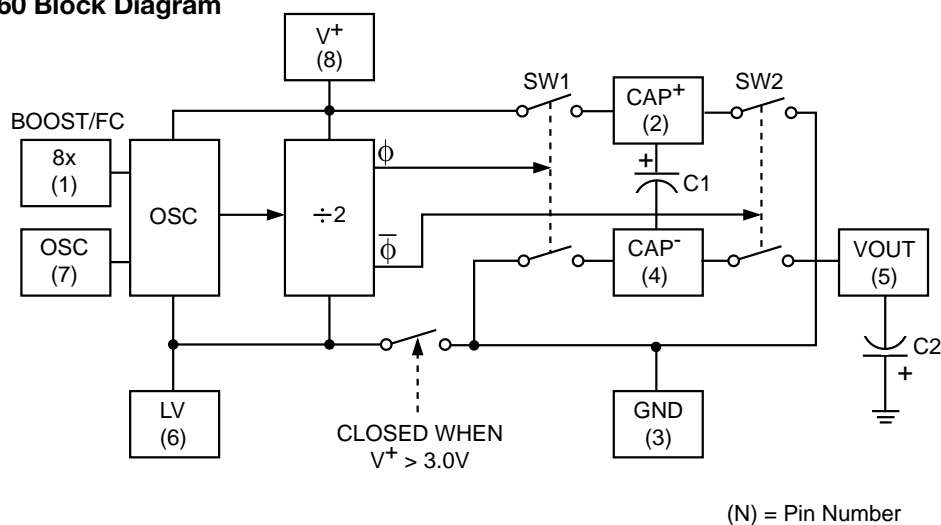 60 Block Diagram
V+
(8)
SW1
CAP+
(2)
SW2
BOOST/FC
8x
(1)
ϕ
+
C1
OSC
÷2
OSC
(7)
ϕ̅
CAP-
(4)
VOUT
(5)
C2
+
LV
(6)
CLOSED WHEN
V+ > 3.0V
GND
(3)
(N) = Pin Number